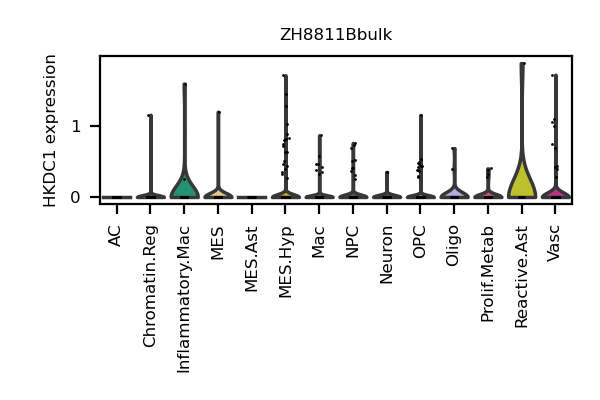 ZH8811Bbulk
HKDC1 expression
1
0
AC
Chromatin.Reg
Inflammatory.Mac
MES
MES.Ast
MES.Hyp
Mac
NPC
Neuron
OPC
Oligo
Prolif.Metab
Reactive.Ast
Vasc